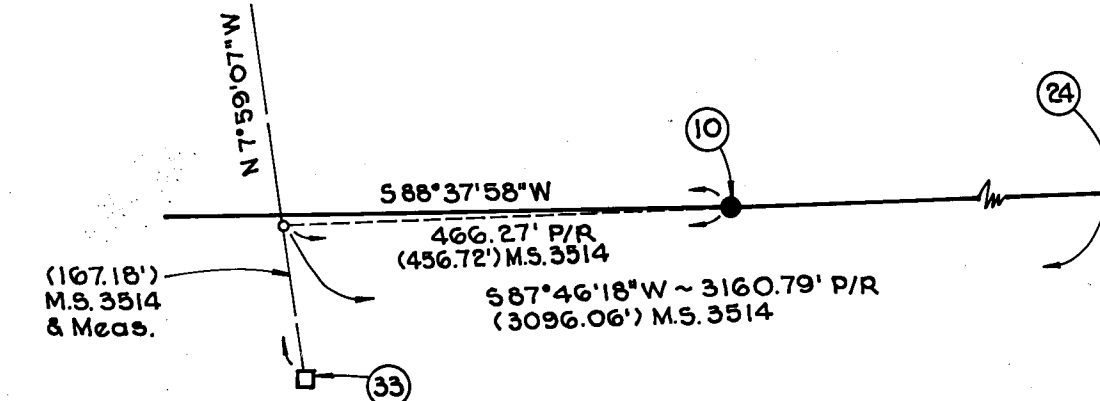 N 7°59'07"W
24
10
S 88°37'58"W
466.27' P/R
(456.72') M.S. 3514
(167.18')
M.S. 3514
& Meas.
S 87°46'18"W ~ 3160.79' P/R
(3096.06') M.S. 3514
33